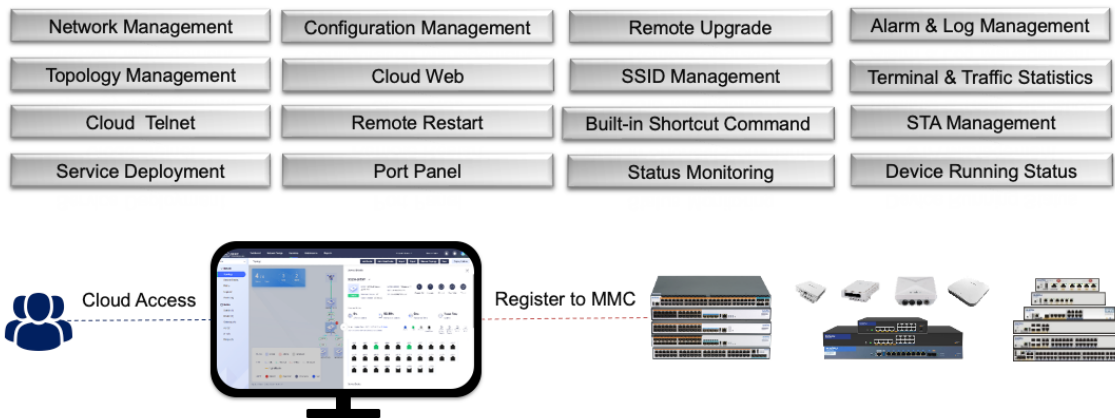 Network Management
Configuration Management
Remote Upgrade
Alarm & Log Management
Topology Management
Cloud Web
SSID Management
Terminal & Traffic Statistics
Cloud Telnet
Remote Restart
Built-in Shortcut Command
STA Management
Service Deployment
Port Panel
Status Monitoring
Device Running Status
Cloud Access
Register to MMC